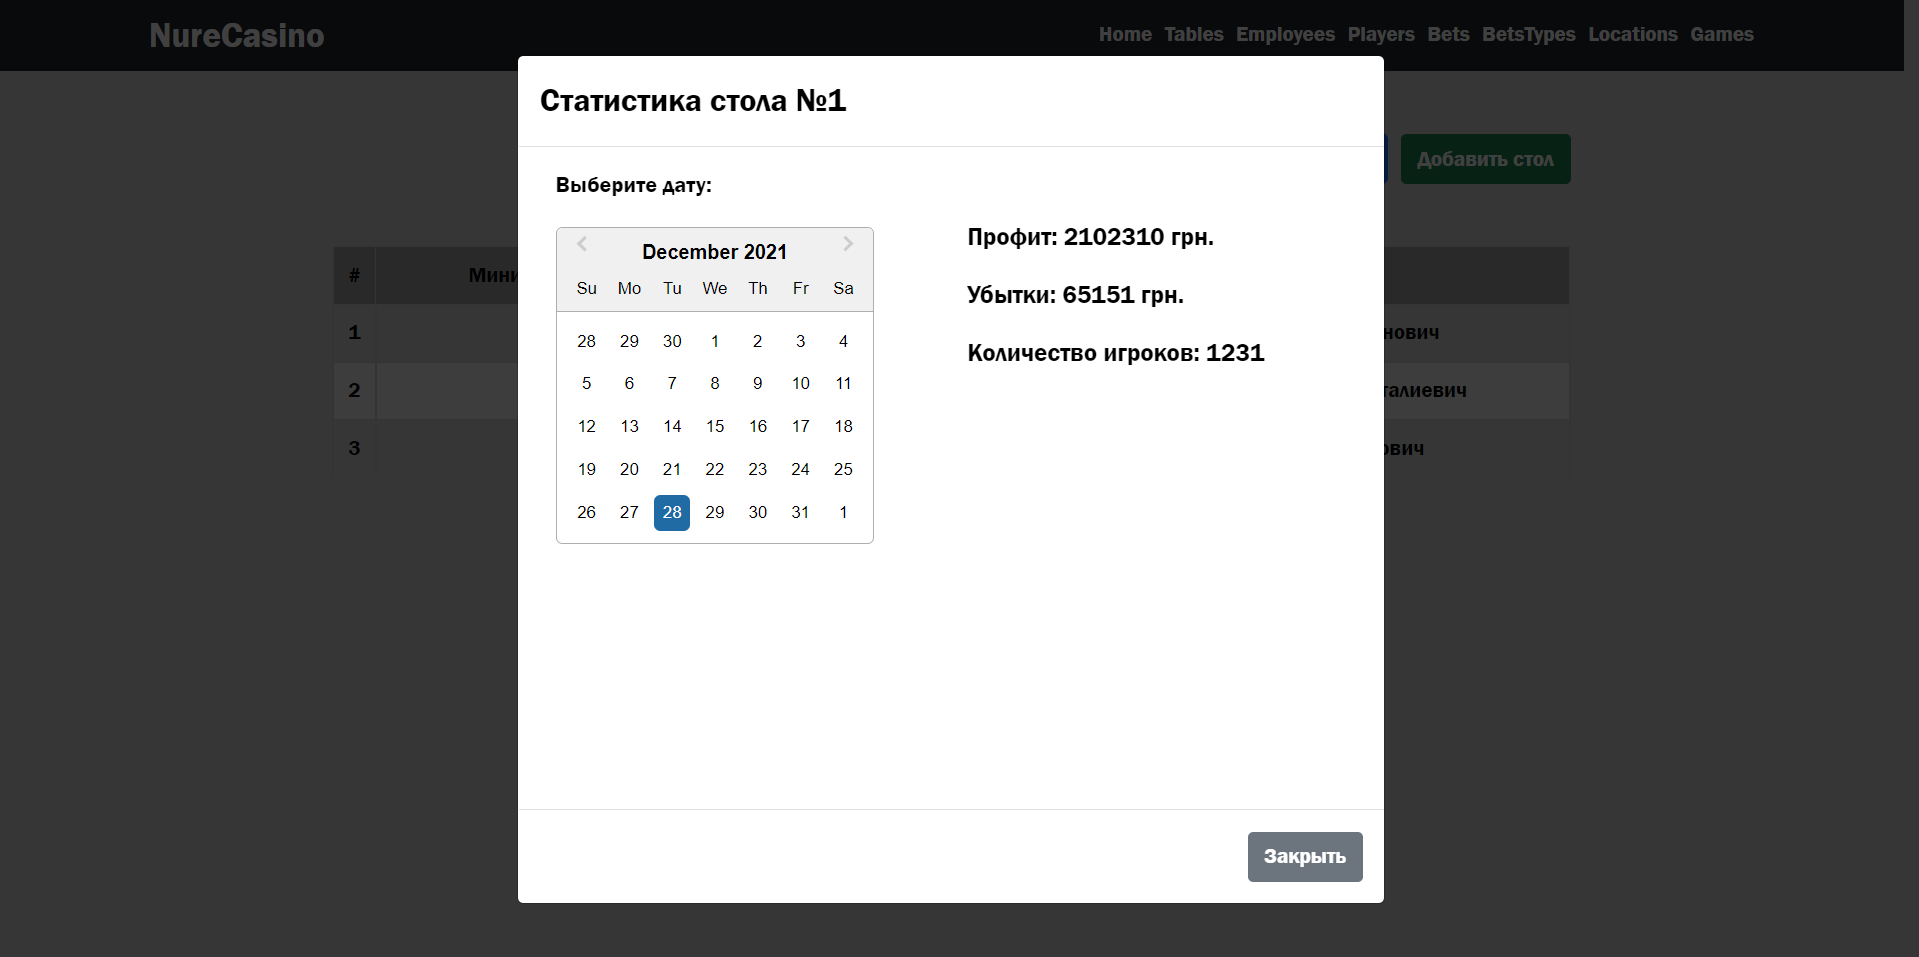 NureCasino
Home Tables Employees Players Bets BetsTypes Locations Games
Статистика стола №1
Добавить стол
Выберите дату:
December 2021
Su Mo Tu We Th Fr Sa
28 29 30 1 2 3 4
5 6 7 8 9 10 11
12 13 14 15 16 17 18
19 20 21 22 23 24 25
26 27 28 29 30 31 1
Профит: 2102310 грн.
Убытки: 65151 грн.
Количество игроков: 1231
# Мини
1 нович
2 талиевич
3 ович
Закрыть